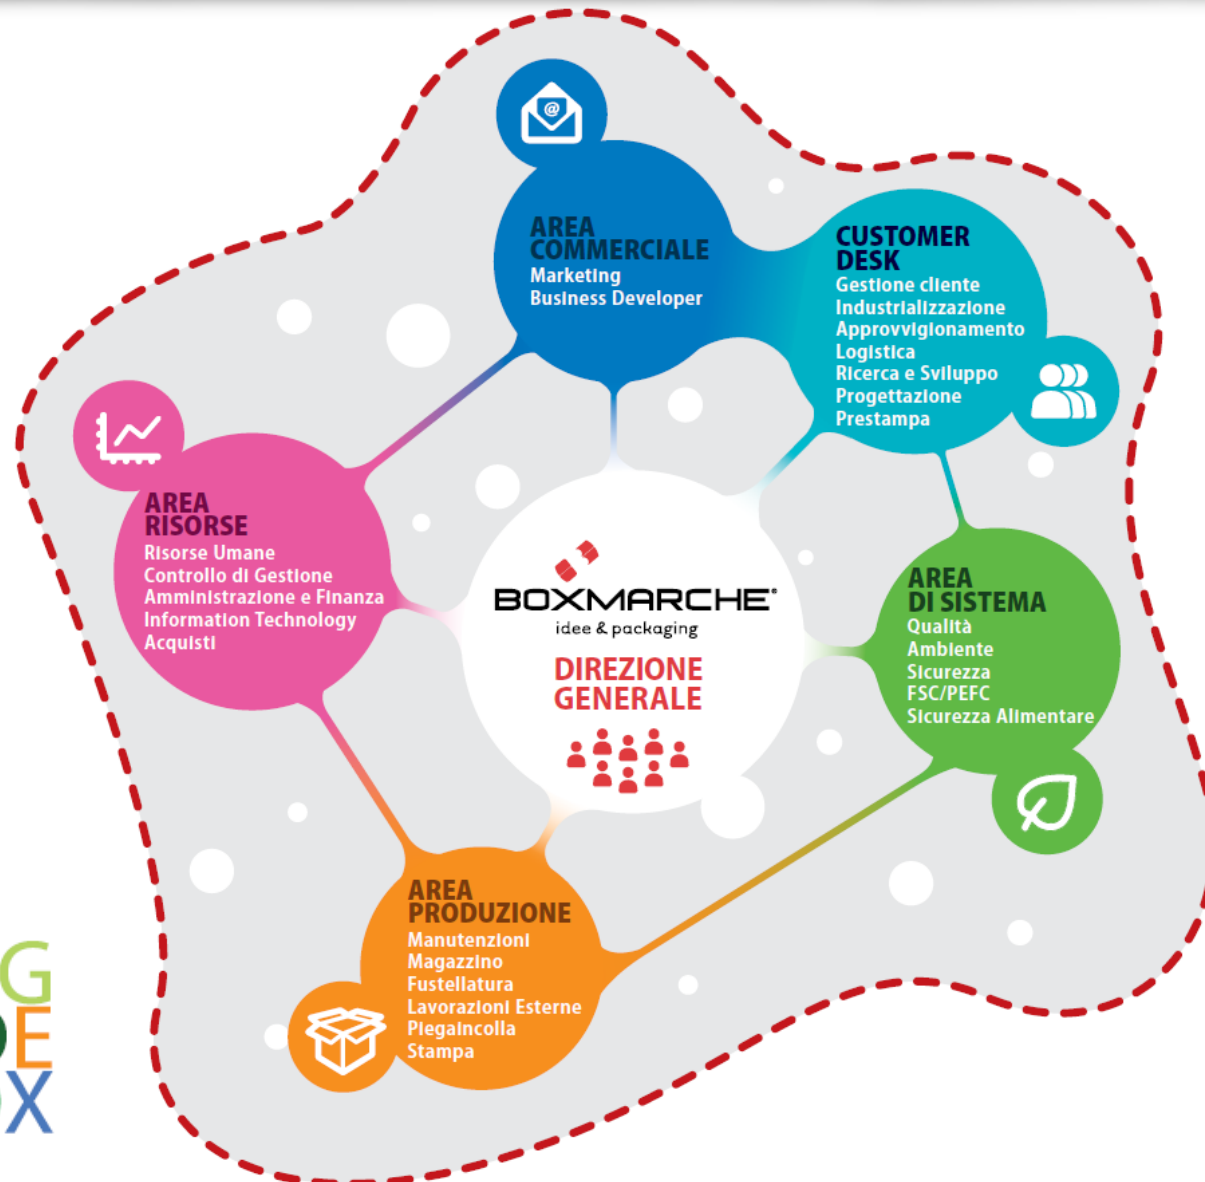 @
AREA
COMMERCIALE
Marketing
Business Developer
CUSTOMER
DESK
Gestione cliente
Industrializzazione
Approvvigionamento
Logistica
Ricerca e Sviluppo
Progettazione
Prestampa
AREA
RISORSE
Risorse Umane
Controllo di Gestione
Amministrazione e Finanza
Information Technology
Acquisti
BOXMARCHE®
idee & packaging
DIREZIONE
GENERALE
AREA
DI SISTEMA
Qualità
Ambiente
Sicurezza
FSC/PEFC
Sicurezza Alimentare
AREA
PRODUZIONE
Manutenzioni
Magazzino
Fustellatura
Lavorazioni Esterne
Piegaincolla
Stampa
G
E
X